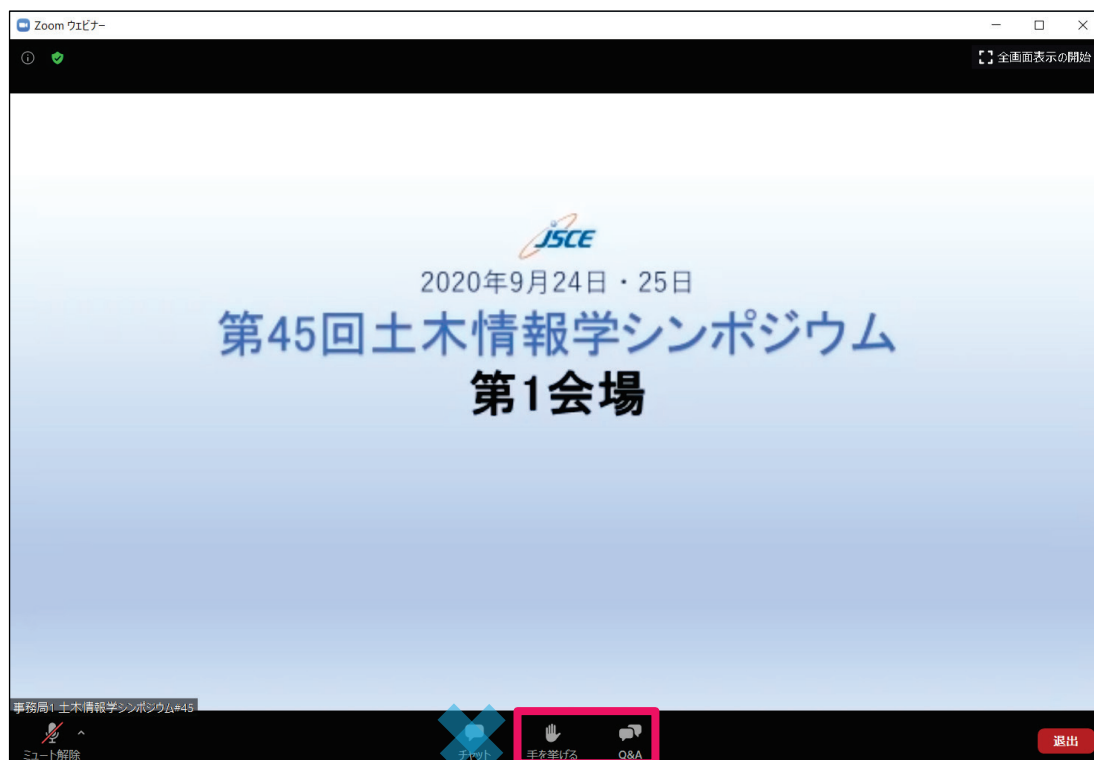 Zoom ウェビナー
全画面表示の開始
JSCE
2020年9月24日・25日
第45回土木情報学シンポジウム
第1会場
事務局1 土木情報学シンポジウム#45
ミュート解除
チャット
手を挙げる
Q&A
退出